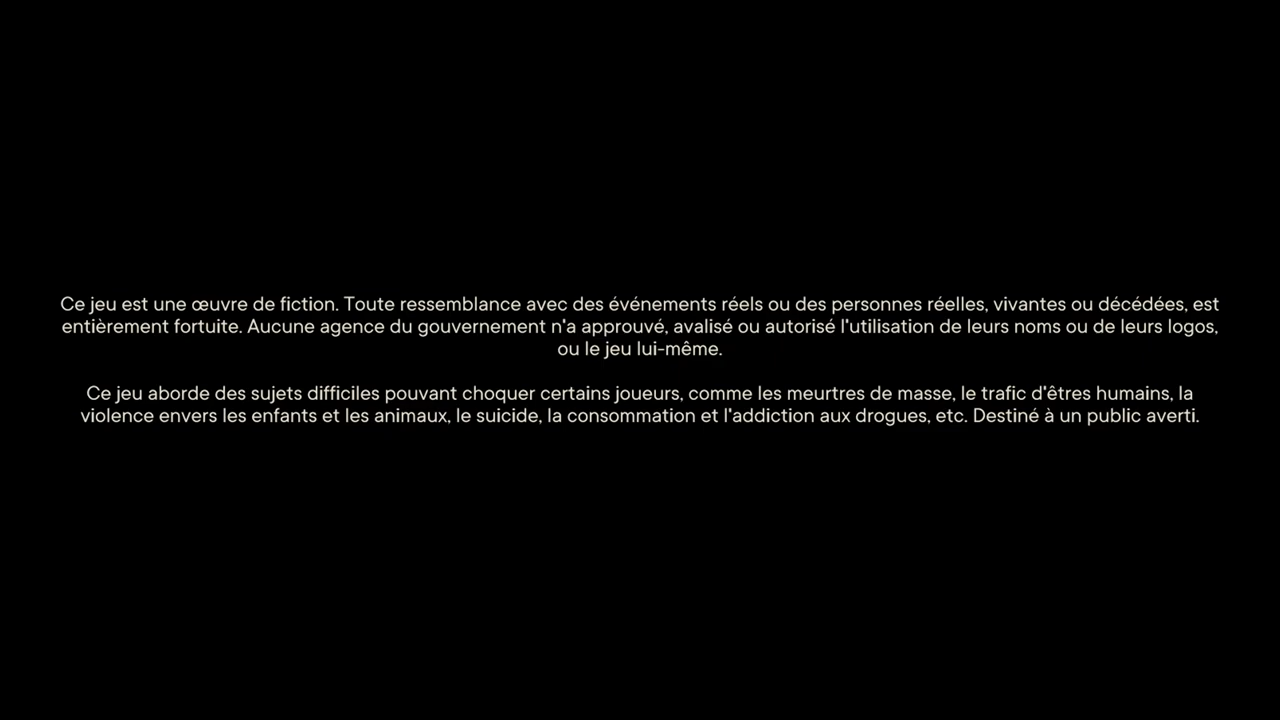 Ce jeu est une œuvre de fiction. Toute ressemblance avec des événements réels ou des personnes réelles, vivantes ou décédées, est
entièrement fortuite. Aucune agence du gouvernement n'a approuvé, avalisé ou autorisé l'utilisation de leurs noms ou de leurs logos,
ou le jeu lui-même.
Ce jeu aborde des sujets difficiles pouvant choquer certains joueurs, comme les meurtres de masse, le trafic d'êtres humains, la
violence envers les enfants et les animaux, le suicide, la consommation et l'addiction aux drogues, etc. Destiné à un public averti.